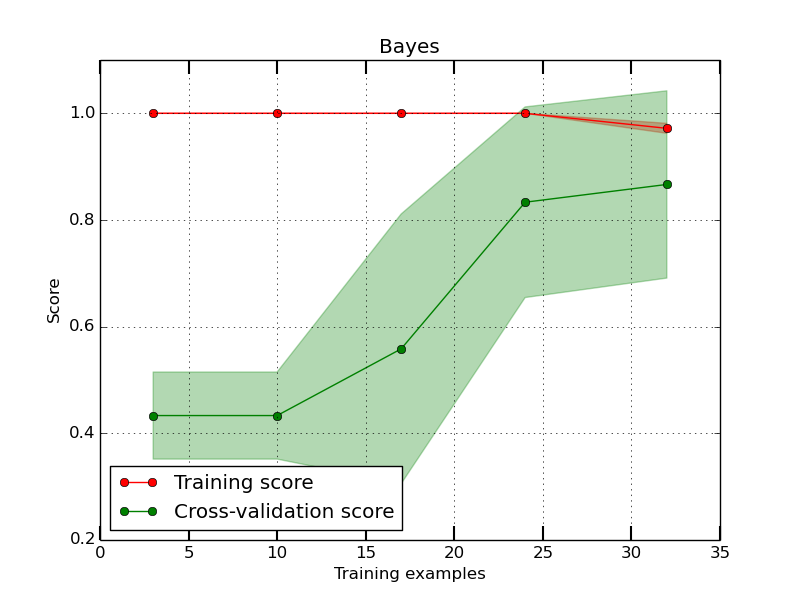 Bayes
1.0
0.8
0.6
0.4
0.2
Score
Training score
Cross-validation score
0 5 10 15 20 25 30 35
Training examples